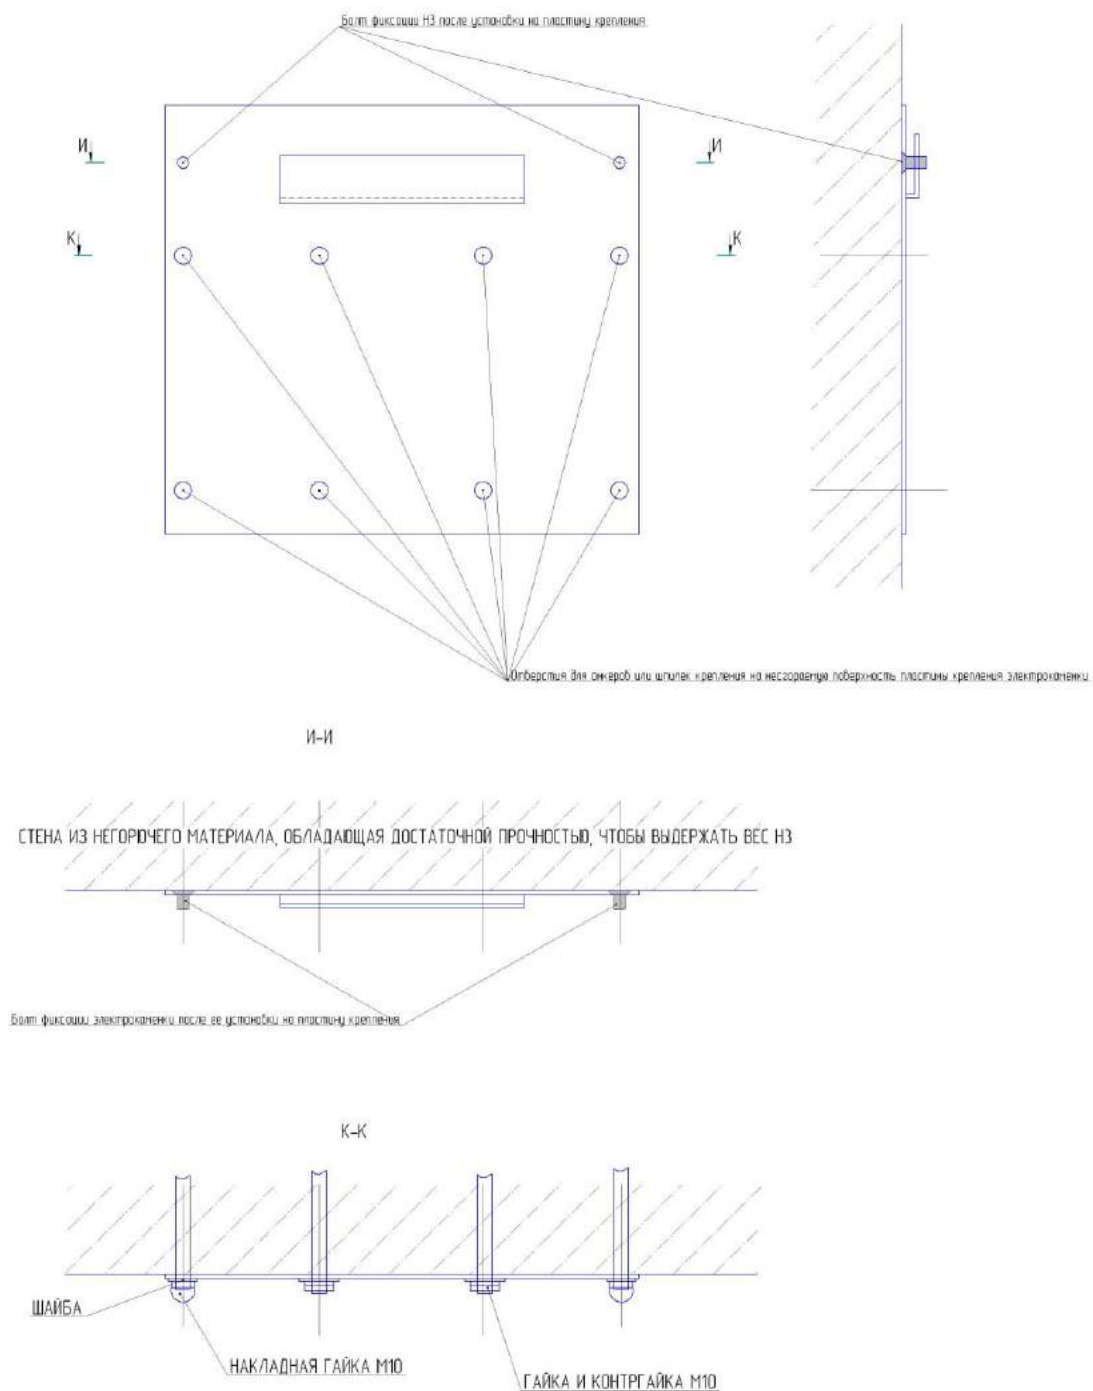 Болт фиксации НЗ после установки на пластину крепления
И И
К К
Отверстия для анкеров или шпилек крепления на несгораемую поверхность пластины крепления электрокаменки
И-И
СТЕНА ИЗ НЕГОРЮЧЕГО МАТЕРИАЛА, ОБЛАДАЮЩАЯ ДОСТАТОЧНОЙ ПРОЧНОСТЬЮ, ЧТОБЫ ВЫДЕРЖАТЬ ВЕС НЗ
Болт фиксации электрокаменки после ее установки на пластину крепления
К-К
ШАЙБА
НАКЛАДНАЯ ГАЙКА М10
ГАЙКА И КОНТРГАЙКА М10